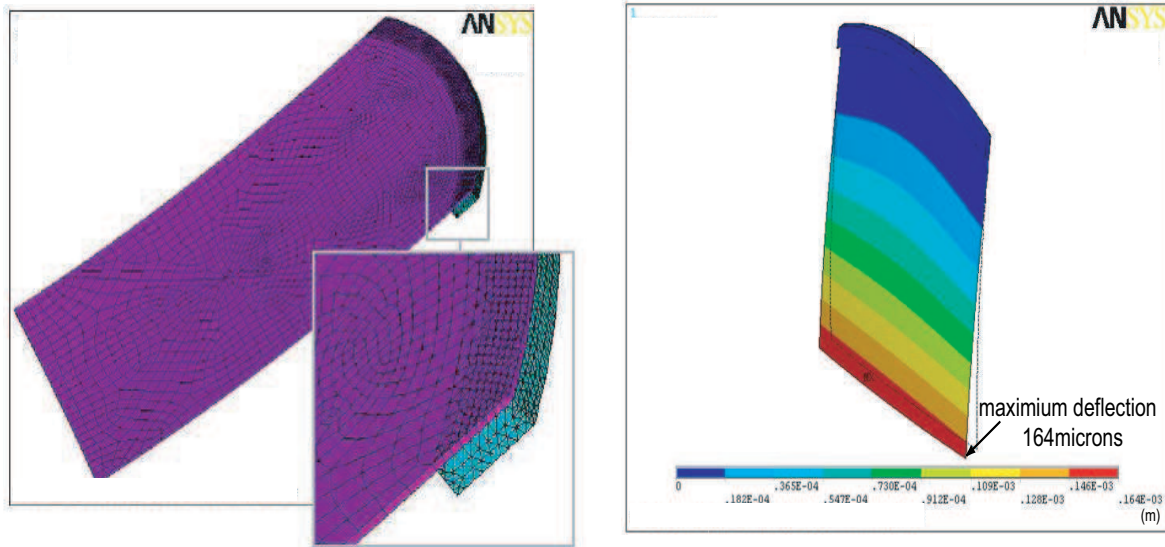 ANSYS
1
ANSYS
maximium deflection
164microns
0 .365E-04 .730E-04 .109E-03 .146E-03
.182E-04 .547E-04 .912E-04 .128E-03 .164E-03
(m)